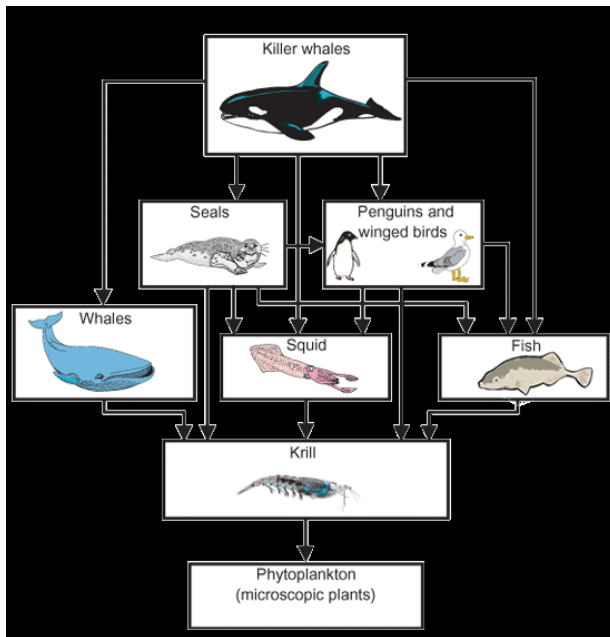 Killer whales
Seals
Penguins and
winged birds
Whales
Squid
Fish
Krill
Phytoplankton
(microscopic plants)